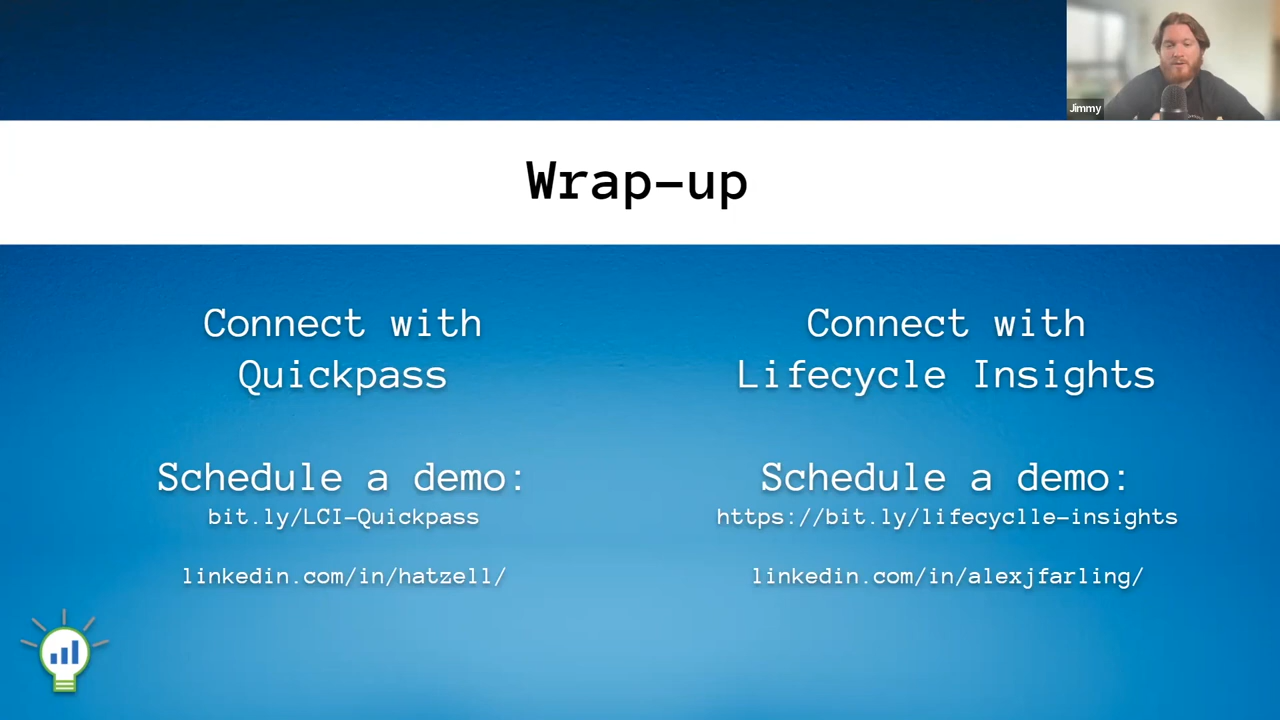 Jimmy
Wrap-up
Connect with
Quickpass
Schedule a demo:
bit.ly/LCI-Quickpass
linkedin.com/in/hatzell/
Connect with
Lifecycle Insights
Schedule a demo:
https://bit.ly/lifecyclle-insights
linkedin.com/in/alexjfarling/